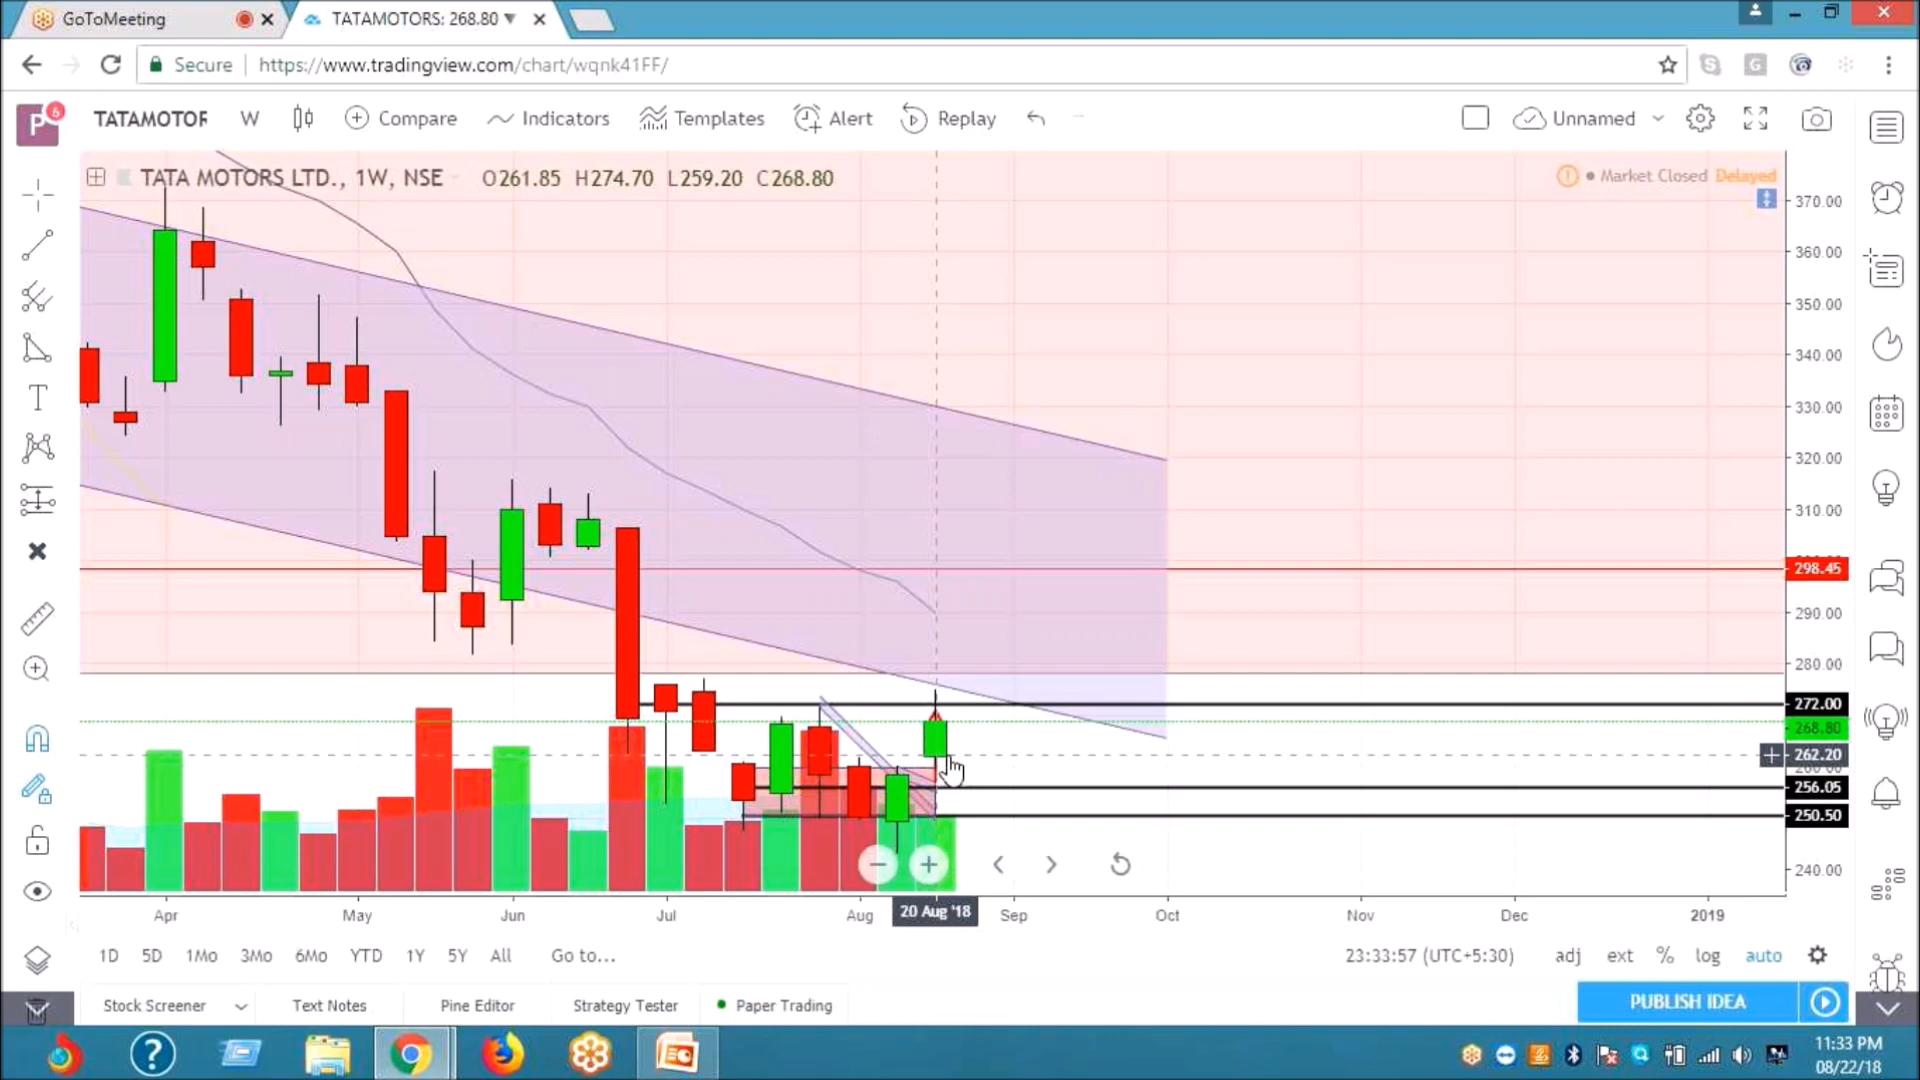 GoToMeeting
TATAMOTORS: 268.80
Secure
https://www.tradingview.com/chart/wqnk41FF/
P
6
TATAMOTOR
W
Compare
Indicators
Templates
Alert
Replay
Unnamed
TATA MOTORS LTD., 1W, NSE
O261.85 H274.70 L259.20 C268.80
Market Closed Delayed
370.00
360.00
350.00
340.00
330.00
320.00
310.00
298.45
290.00
280.00
272.00
268.80
262.20
256.05
250.50
240.00
Apr
May
Jun
Jul
Aug
20 Aug '18
Sep
Oct
Nov
Dec
2019
1D 5D 1Mo 3Mo 6Mo YTD 1Y 5Y All Go to...
23:33:57 (UTC+5:30)
adj ext % log auto
Stock Screener
Text Notes
Pine Editor
Strategy Tester
Paper Trading
PUBLISH IDEA
11:33 PM
08/22/18